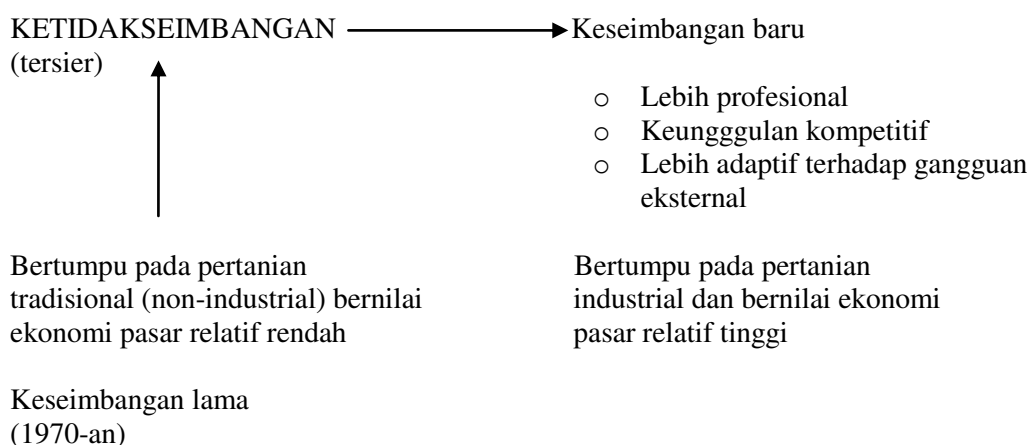 KETIDAKSEIMBANGAN
(tersier)
Keseimbangan baru
o Lebih profesional
o Keungggulan kompetitif
o Lebih adaptif terhadap gangguan
eksternal
Bertumpu pada pertanian
tradisional (non-industrial) bernilai
ekonomi pasar relatif rendah
Bertumpu pada pertanian
industrial dan bernilai ekonomi
pasar relatif tinggi
Keseimbangan lama
(1970-an)